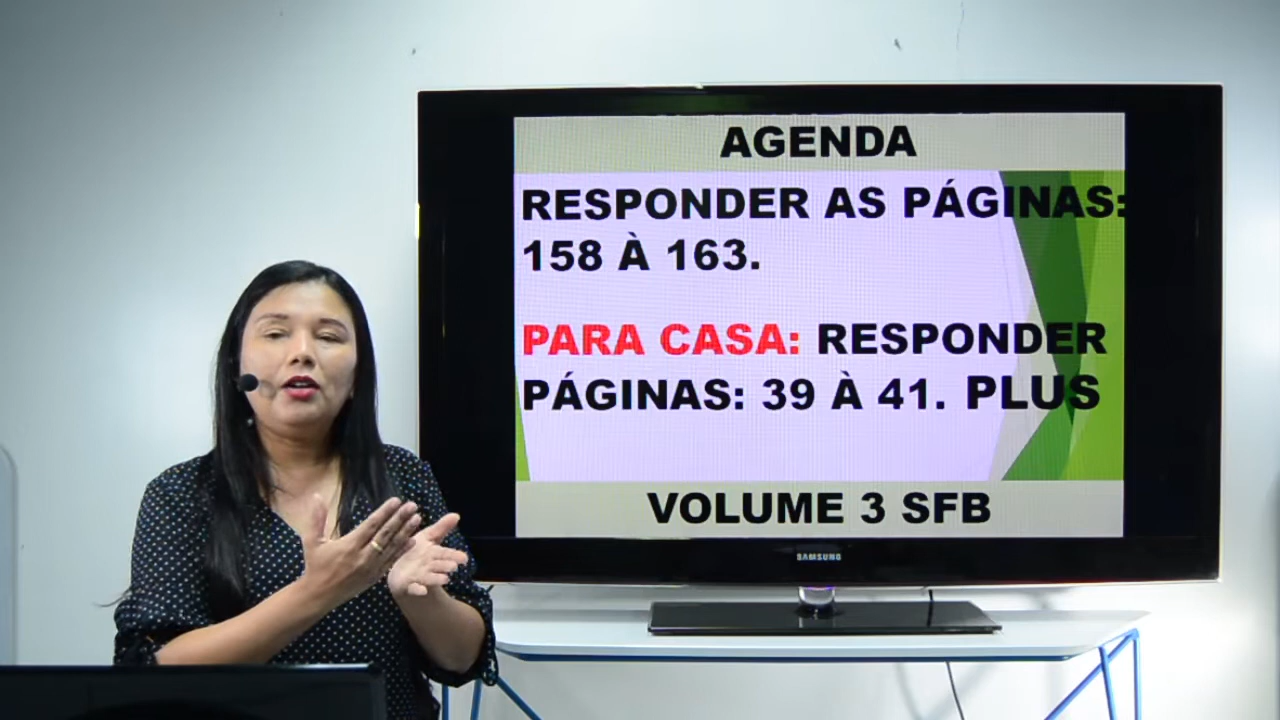 AGENDA
RESPONDER AS PÁGINAS:
158 À 163.
PARA CASA: RESPONDER
PÁGINAS: 39 À 41. PLUS
VOLUME 3 SFB
SAMSUNG